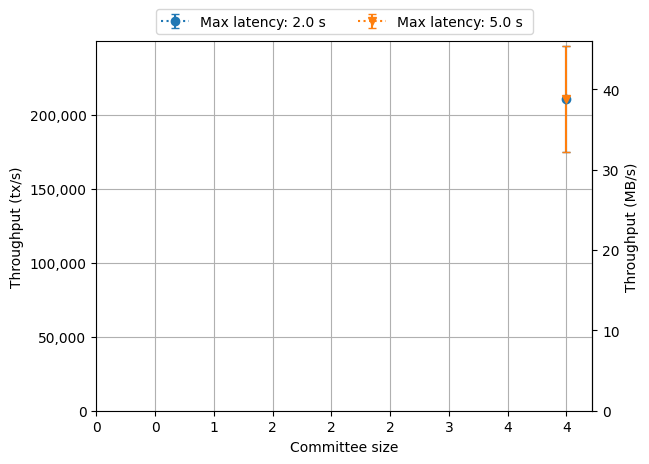 Max latency: 2.0 s Max latency: 5.0 s
Throughput (tx/s)
200,000
150,000
100,000
50,000
0
40
30
20
10
0
Throughput (MB/s)
0 0 1 2 2 2 3 4 4
Committee size